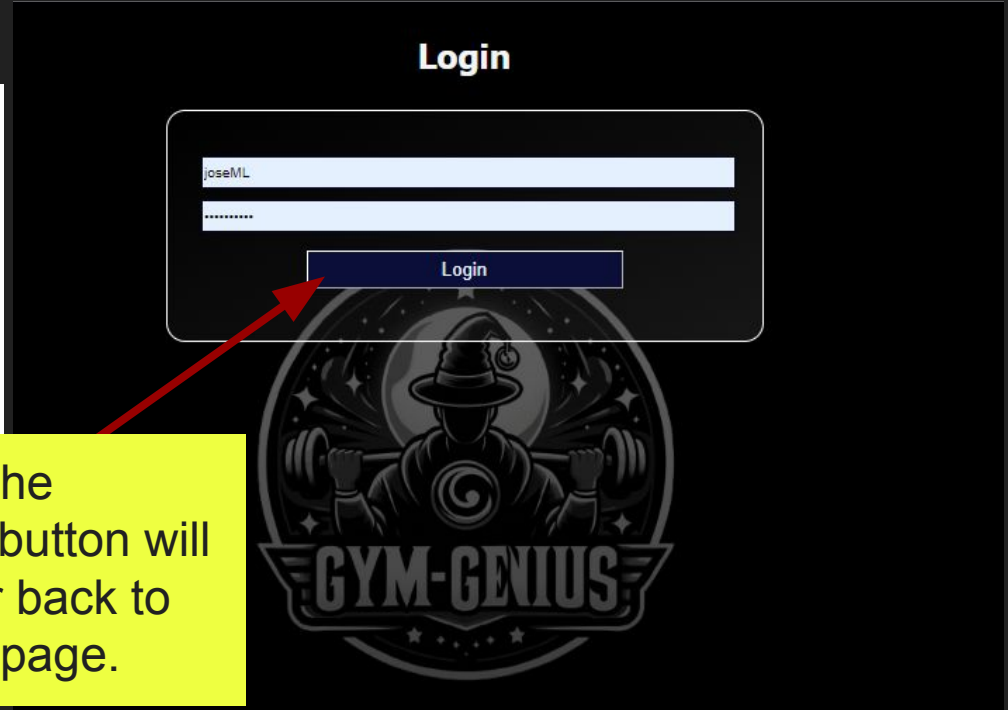 Login
joseML
Login
GYM-GENIUS
he
button will
r back to
page.